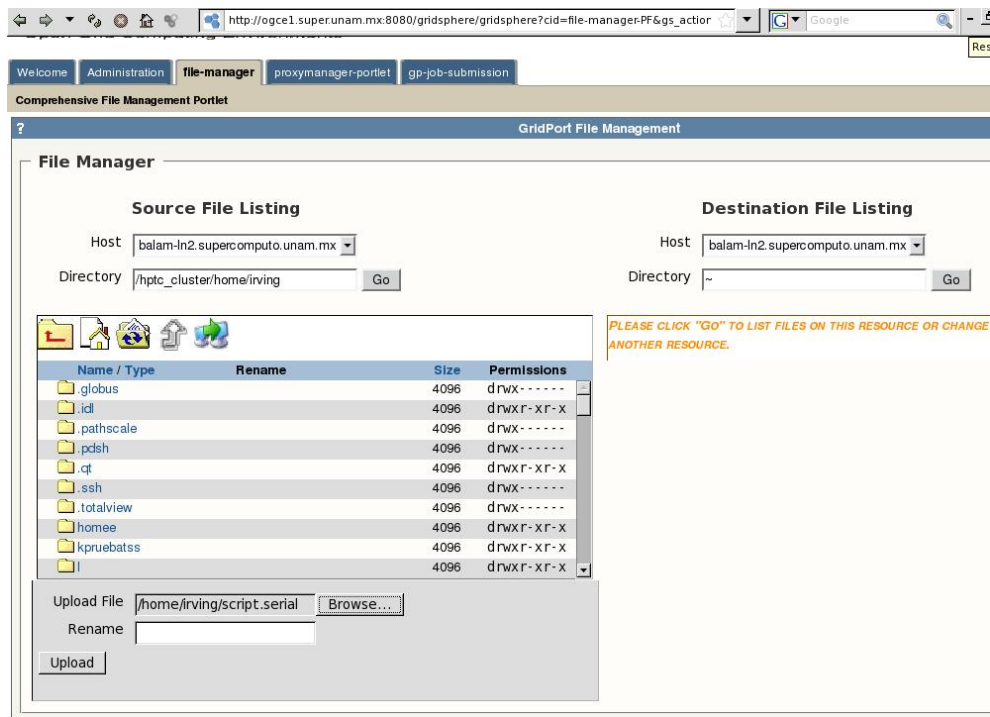 http://ogce1.super.unam.mx:8080/gridsphere/gridsphere?cid=file-manager-PF&gs_action
G Google
Res
Welcome Administration file-manager proxymanager-portlet gp-job-submission
Comprehensive File Management Portlet
? GridPort File Management
File Manager
Source File Listing
Host balam-ln2.supercomputo.unam.mx
Directory /hptc_cluster/home/irving Go
Destination File Listing
Host balam-ln2.supercomputo.unam.mx
Directory ~ Go
PLEASE CLICK "GO" TO LIST FILES ON THIS RESOURCE OR CHANGE
ANOTHER RESOURCE.
Name / Type Rename Size Permissions
.globus 4096 drwx------
.idl 4096 drwxr-xr-x
.pathscale 4096 drwx------
.pdsh 4096 drwx------
.qt 4096 drwxr-xr-x
.ssh 4096 drwx------
.totalview 4096 drwx------
homee 4096 drwxr-xr-x
kpruebatss 4096 drwxr-xr-x
l 4096 drwxr-xr-x
Upload File /home/irving/script.serial Browse...
Rename
Upload